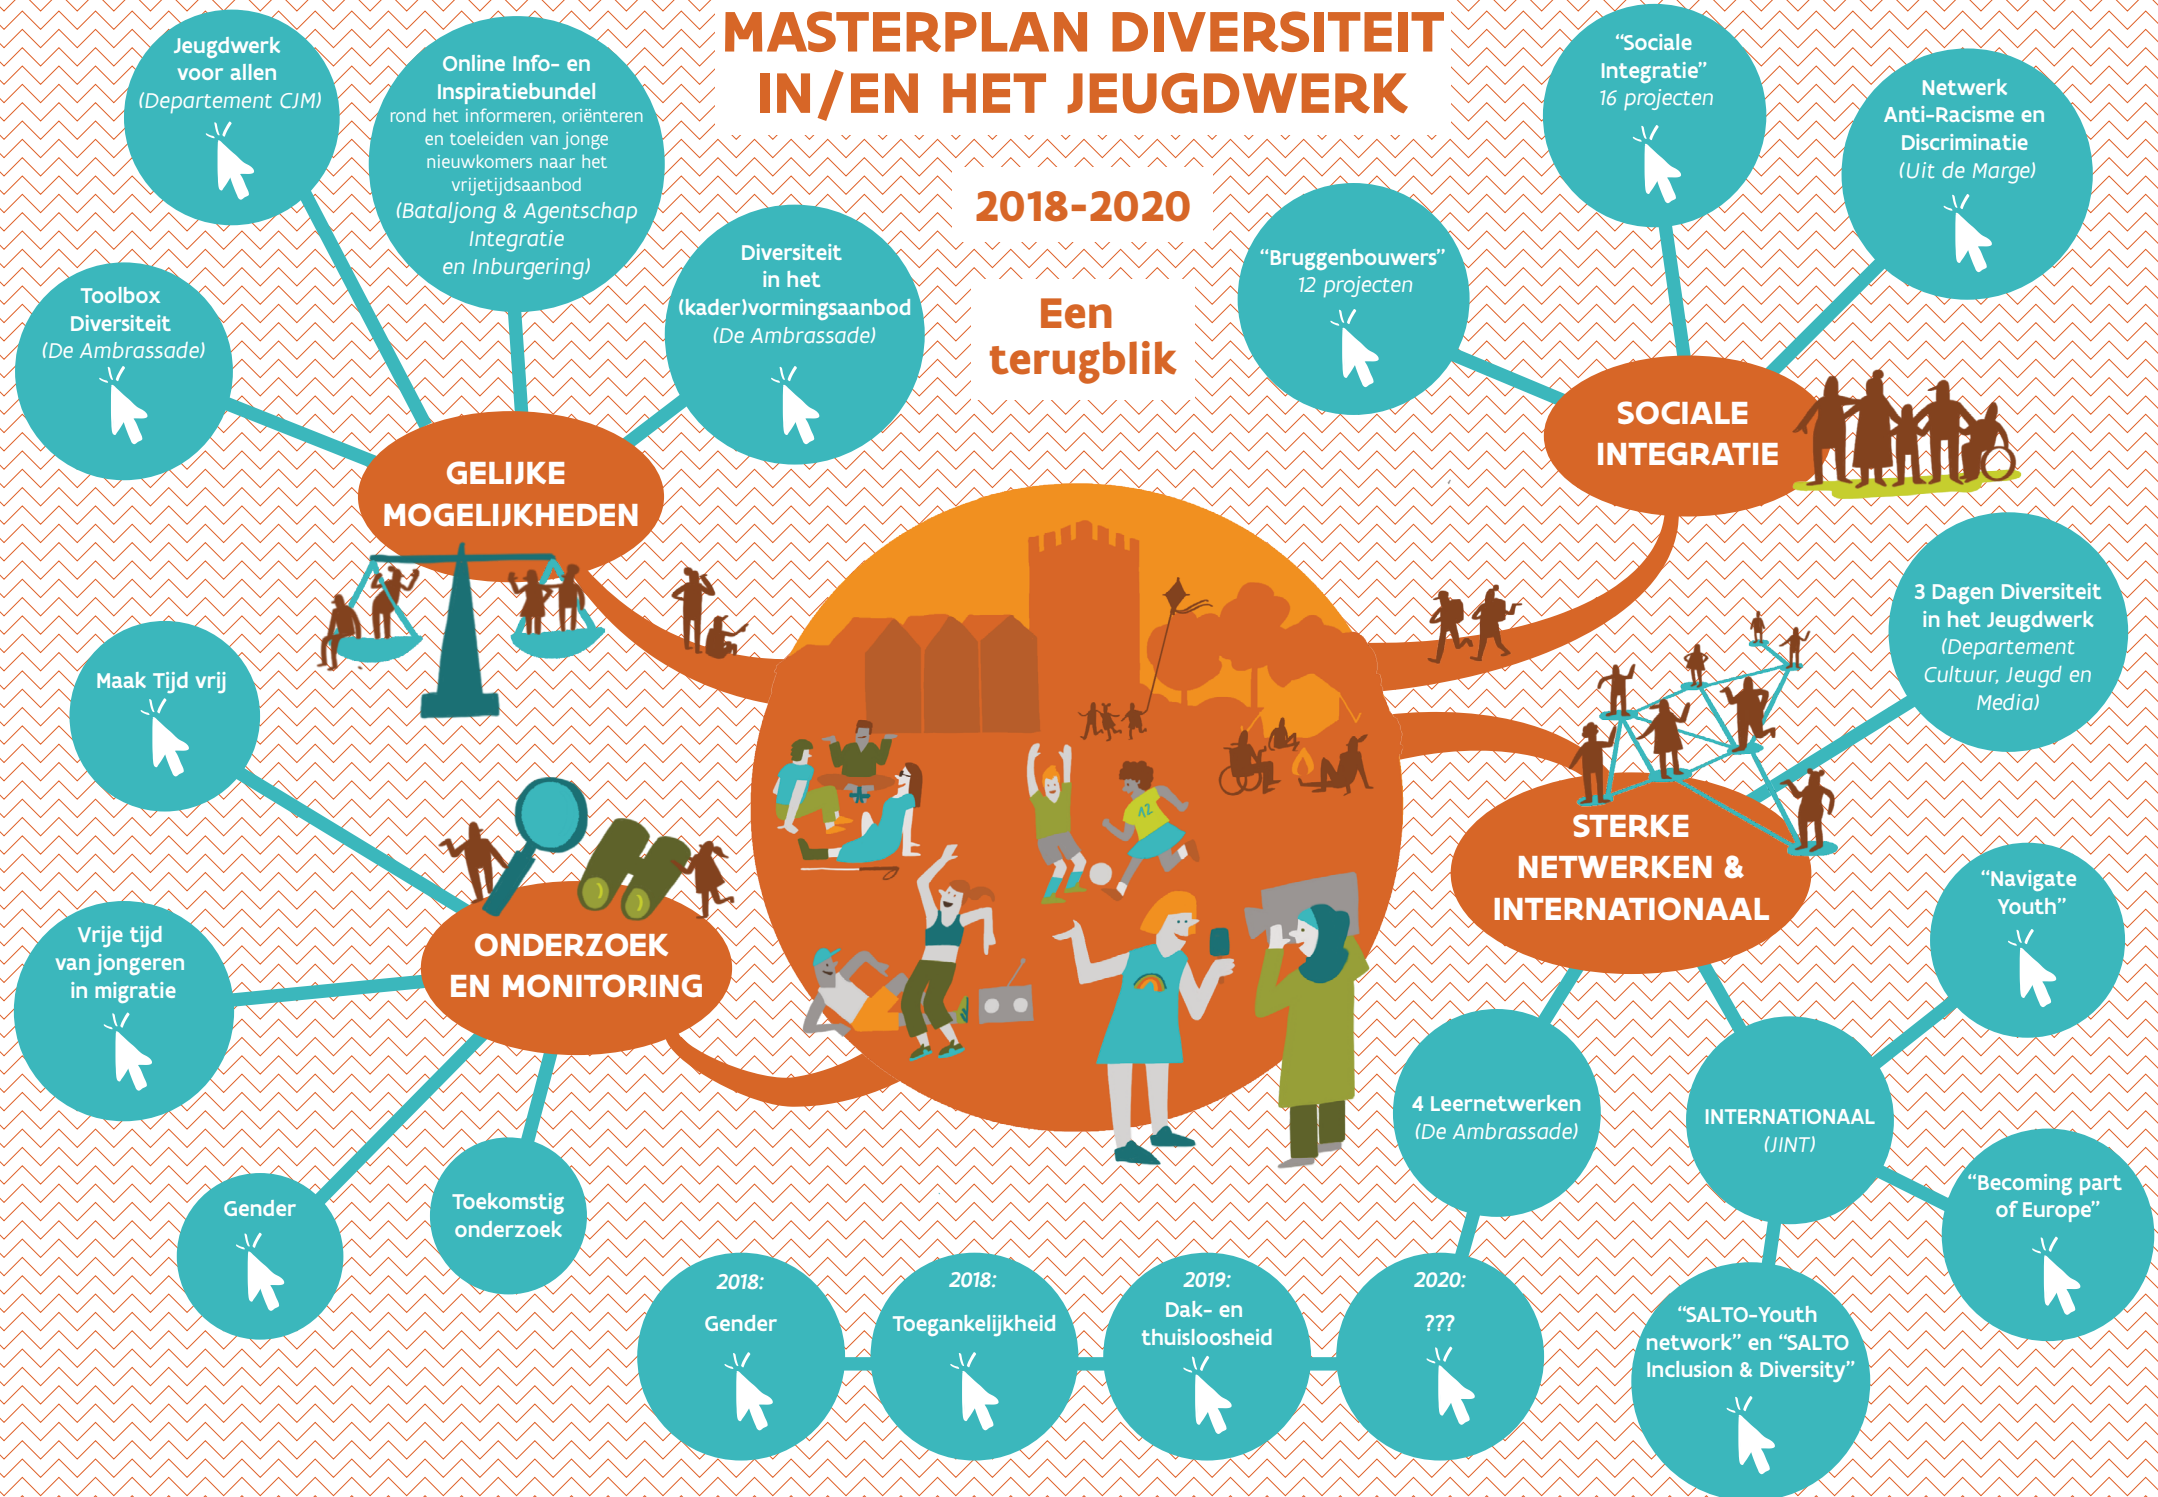 MASTERPLAN DIVERSITEIT
IN/EN HET JEUGDWERK
2018-2020
Een
terugblik
Jeugdwerk
voor allen
(Departement CJM)
Online Info- en
Inspiratiebundel
rond het informeren, oriënteren
en toeleiden van jonge
nieuwkomers naar het
vrijetijdsaanbod
(Bataljong & Agentschap
Integratie
en Inburgering)
Toolbox
Diversiteit
(De Ambrassade)
Diversiteit
in het
(kader)vormingsaanbod
(De Ambrassade)
GELIJKE
MOGELIJKHEDEN
“Bruggenbouwers”
12 projecten
“Sociale
Integratie”
16 projecten
Netwerk
Anti-Racisme en
Discriminatie
(Uit de Marge)
SOCIALE
INTEGRATIE
Maak Tijd vrij
Vrije tijd
van jongeren
in migratie
Gender
Toekomstig
onderzoek
ONDERZOEK
EN MONITORING
12
3 Dagen Diversiteit
in het Jeugdwerk
(Departement
Cultuur, Jeugd en
Media)
STERKE
NETWERKEN &
INTERNATIONAAL
4 Leernetwerken
(De Ambrassade)
INTERNATIONAAL
(JINT)
“Navigate
Youth”
“Becoming part
of Europe”
“SALTO-Youth
network” en “SALTO
Inclusion & Diversity”
2018:
Gender
2018:
Toegankelijkheid
2019:
Dak- en
thuisloosheid
2020:
???